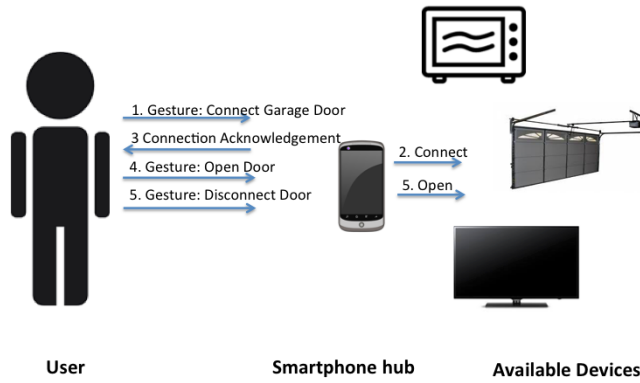 1. Gesture: Connect Garage Door
3 Connection Acknowledgement
4. Gesture: Open Door
5. Gesture: Disconnect Door
2. Connect
5. Open
User
Smartphone hub
Available Devices